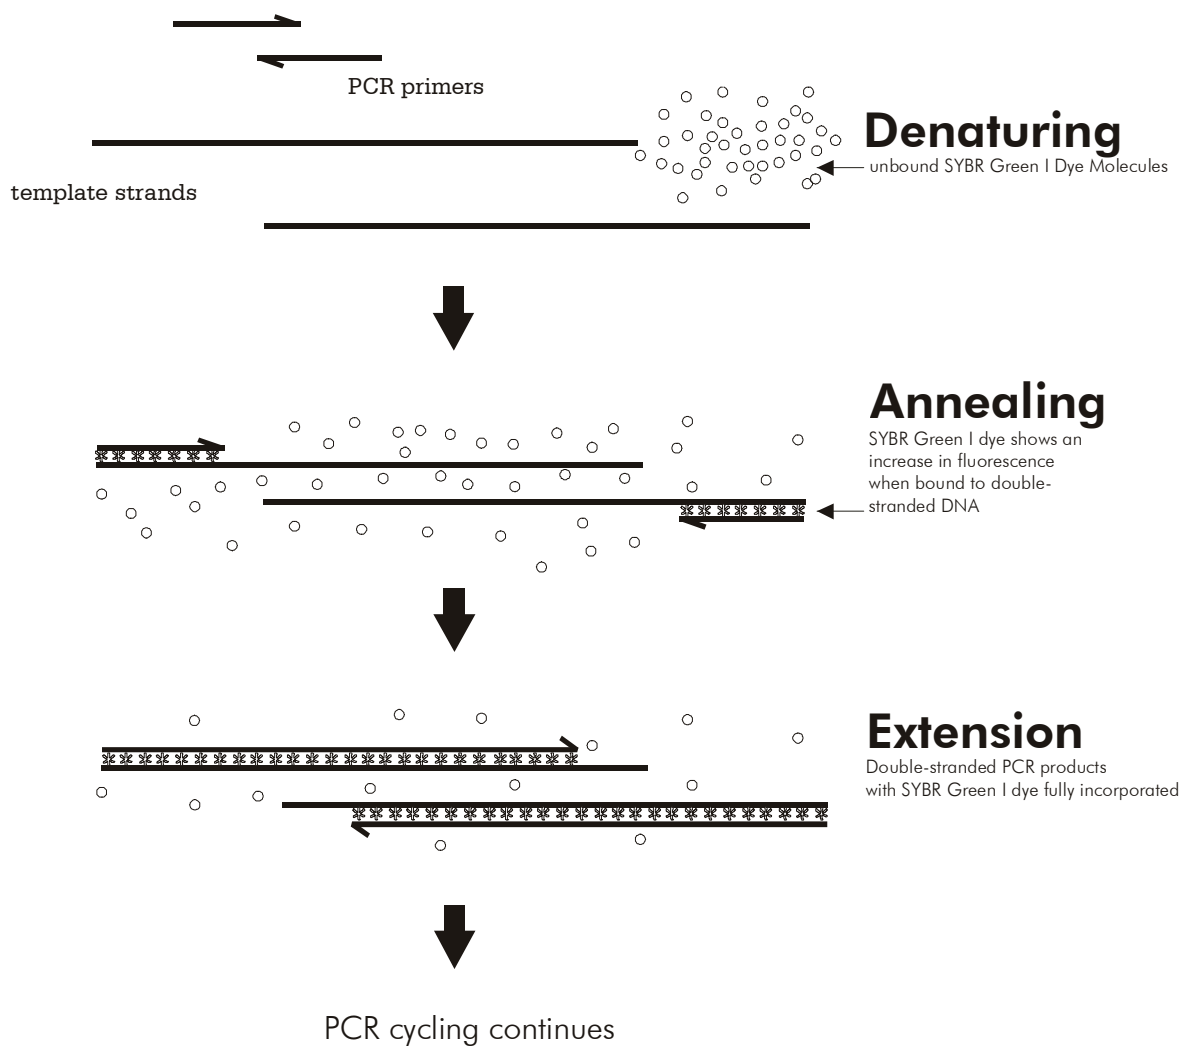 PCR primers
Denaturing
unbound SYBR Green I Dye Molecules
template strands
Annealing
SYBR Green I dye shows an
increase in fluorescence
when bound to double-
stranded DNA
Extension
Double-stranded PCR products
with SYBR Green I dye fully incorporated
PCR cycling continues